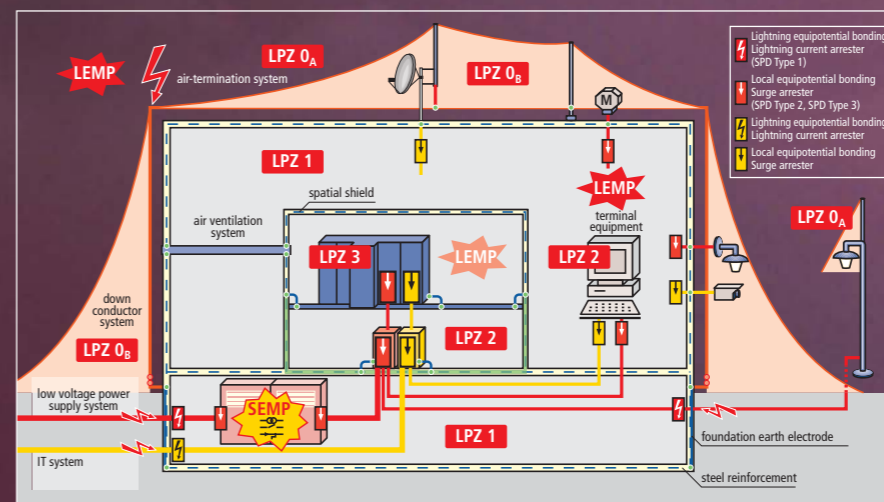 LPZ 0A
LEMP
air-termination system
LPZ 0B
M
Lightning equipotential bonding
Lightning current arrester
(SPD Type 1)
Local equipotential bonding
Surge arrester
(SPD Type 2, SPD Type 3)
Lightning equipotential bonding
Lightning current arrester
Local equipotential bonding
Surge arrester
LPZ 1
spatial shield
LEMP
terminal
equipment
air ventilation
system
LPZ 3
LEMP
LPZ 2
LPZ 0A
down
conductor
system
LPZ 0B
LPZ 2
low voltage power
supply system
SEMP
LPZ 1
foundation earth electrode
IT system
steel reinforcement